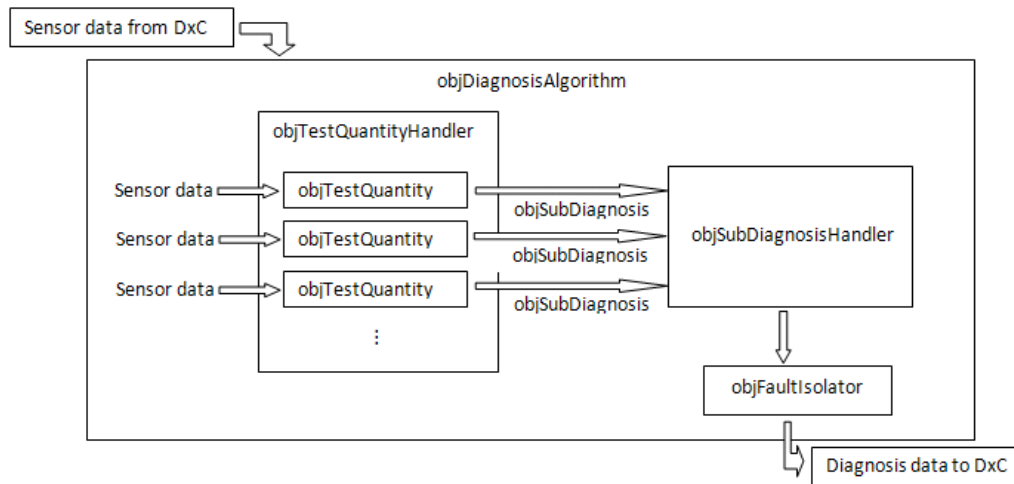 Sensor data from DxC
objDiagnosisAlgorithm
objTestQuantityHandler
Sensor data
objTestQuantity
objSubDiagnosis
Sensor data
objTestQuantity
objSubDiagnosis
Sensor data
objTestQuantity
objSubDiagnosis
⋮
objSubDiagnosisHandler
objFaultIsolator
Diagnosis data to DxC